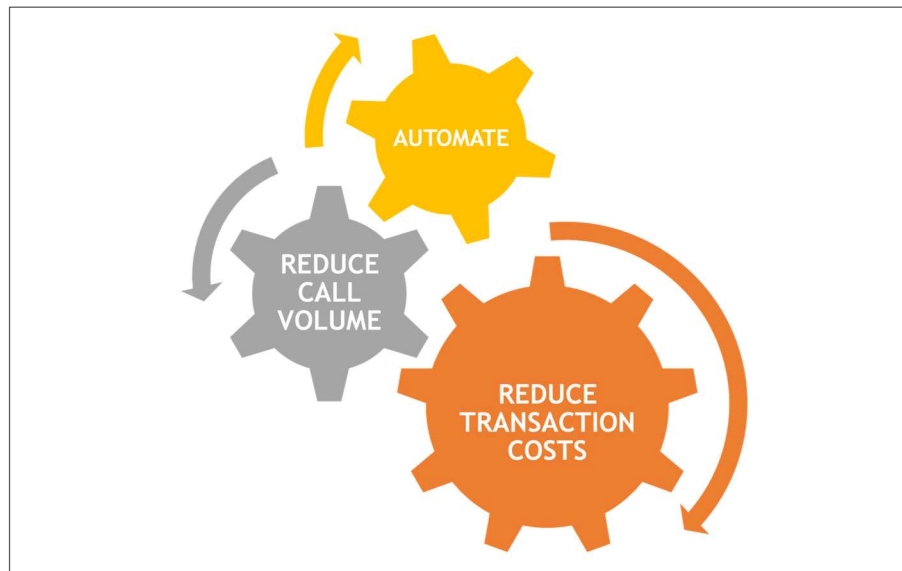 AUTOMATE
REDUCE
CALL
VOLUME
REDUCE
TRANSACTION
COSTS